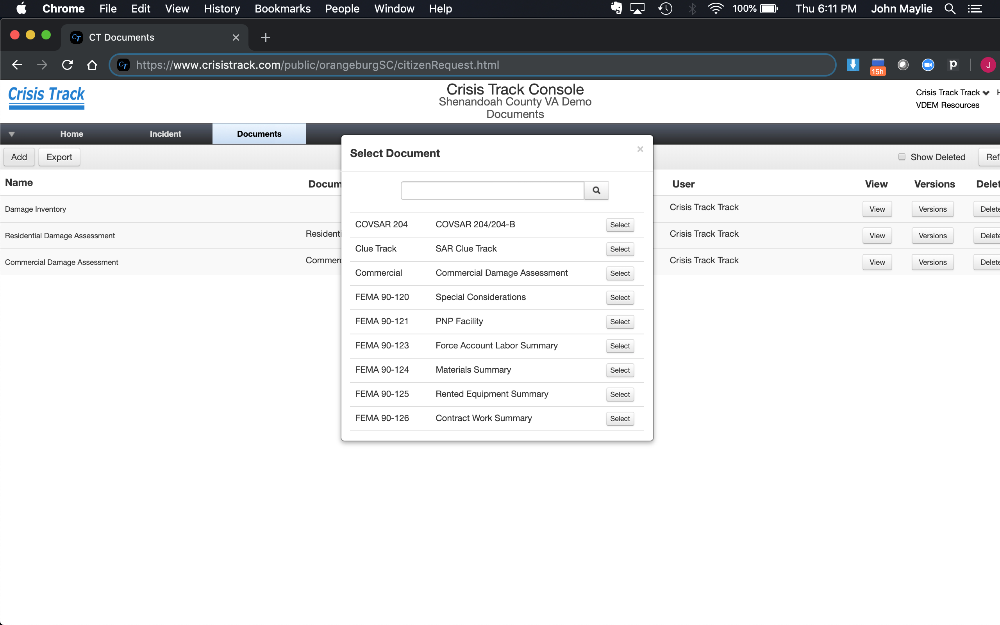 Chrome File Edit View History Bookmarks People Window Help 100% Thu 6:11 PM John Maylie
CT CT Documents
CT https://www.crisistrack.com/public/orangeburgSC/citizenRequest.html 15h p J
Crisis Track
Crisis Track Console
Shenandoah County VA Demo
Documents
Crisis Track Track H
VDEM Resources
Home Incident Documents
Add Export Show Deleted Ref
Select Document ×
Name Docum User View Versions Delet
Damage Inventory Crisis Track Track View Versions Delete
Residential Damage Assessment Residenti Crisis Track Track View Versions Delete
Commercial Damage Assessment Commerc Crisis Track Track View Versions Delete
COVSAR 204 COVSAR 204/204-B Select
Clue Track SAR Clue Track Select
Commercial Commercial Damage Assessment Select
FEMA 90-120 Special Considerations Select
FEMA 90-121 PNP Facility Select
FEMA 90-123 Force Account Labor Summary Select
FEMA 90-124 Materials Summary Select
FEMA 90-125 Rented Equipment Summary Select
FEMA 90-126 Contract Work Summary Select